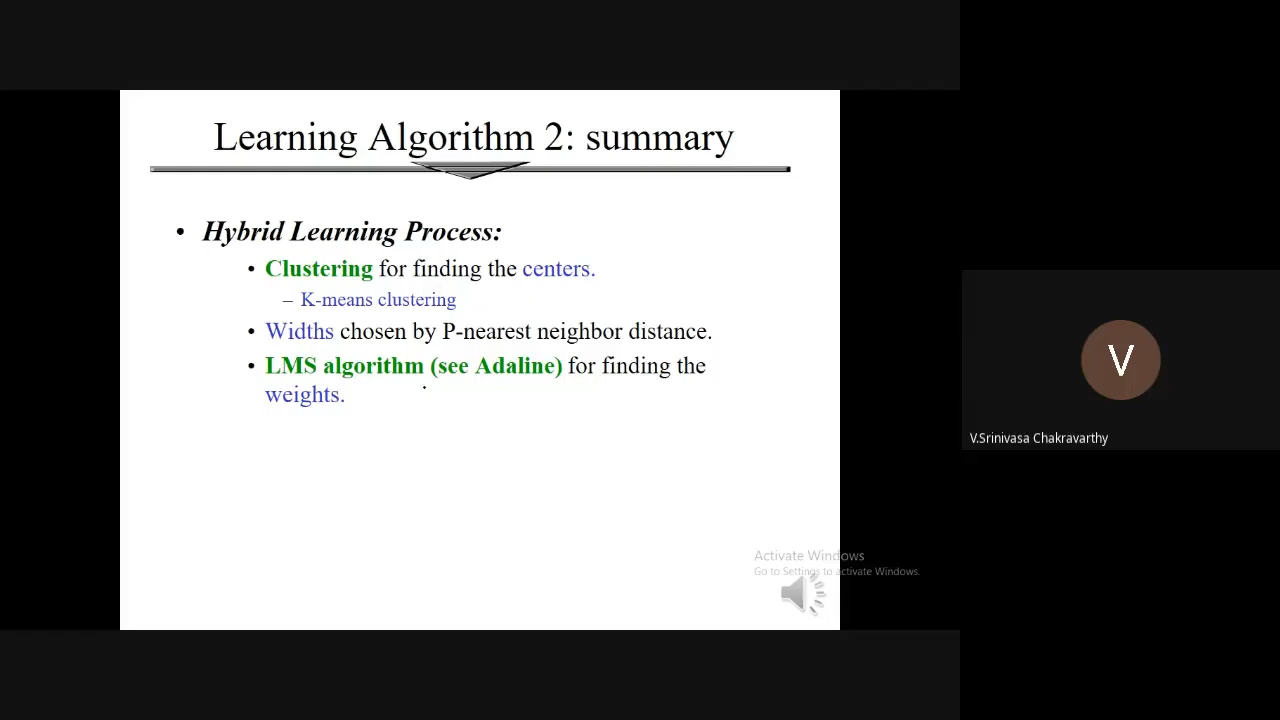 Learning Algorithm 2: summary
• Hybrid Learning Process:
• Clustering for finding the centers.
– K-means clustering
• Widths chosen by P-nearest neighbor distance.
• LMS algorithm (see Adaline) for finding the
weights.
V
V.Srinivasa Chakravarthy
Activate Windows
Go to Settings to activate Windows.